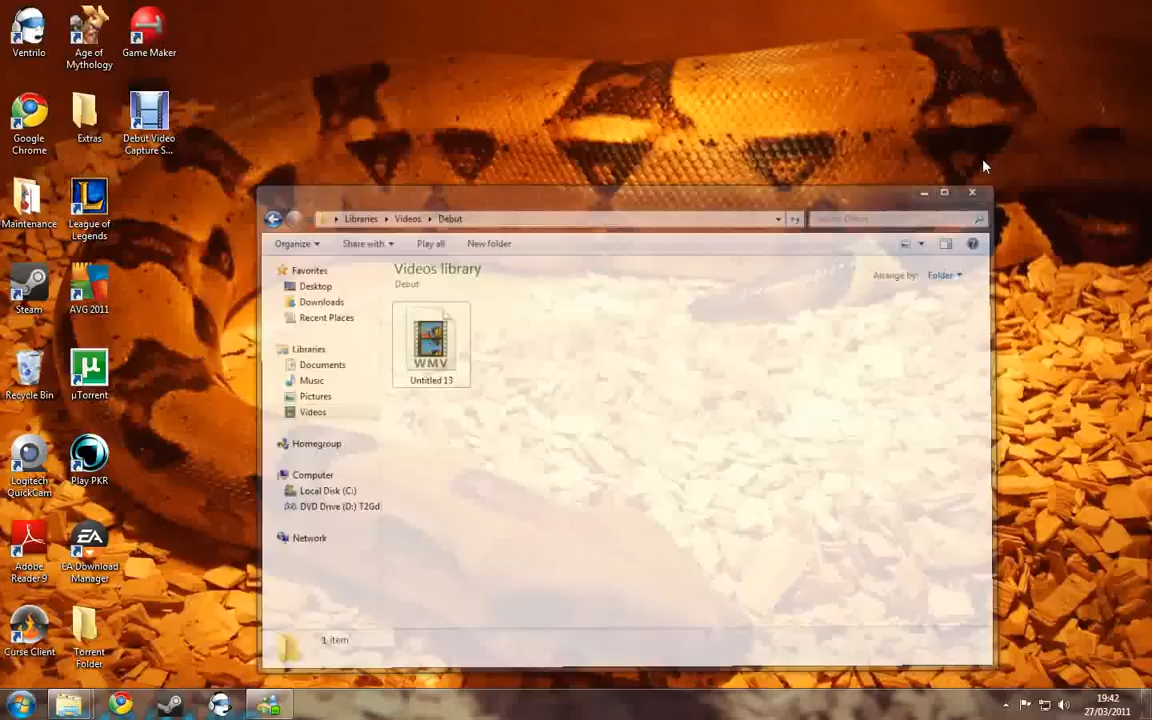 Ventrilo
Age of
Mythology
Game Maker
Google
Chrome
Extras
Debut Video
Capture S...
Maintenance
League of
Legends
Steam
AVG 2011
Recycle Bin
µTorrent
Logitech
QuickCam
Play PKR
Adobe
Reader 9
EA Download
Manager
Curse Client
Torrent
Folder
Libraries Videos Debut
Search Debut
Organize Share with Play all New folder
Favorites
Desktop
Downloads
Recent Places
Libraries
Documents
Music
Pictures
Videos
Homegroup
Computer
Local Disk (C:)
DVD Drive (D:) T2Gd
Network
Videos library
Debut
Arrange by: Folder
WMV
Untitled 13
1 item
19:42
27/03/2011